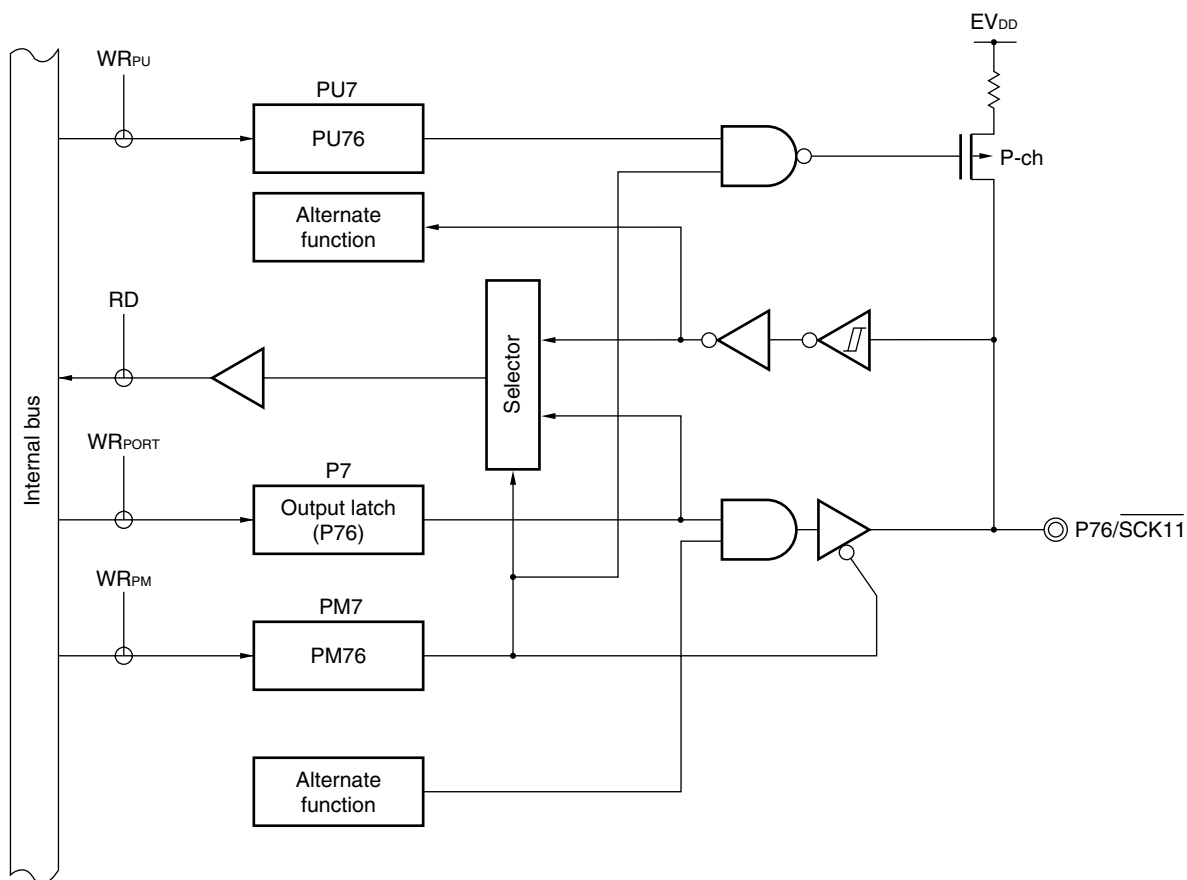 EVDD
WRPU
PU7
PU76
P-ch
Alternate
function
RD
Selector
Internal bus
WRPORT
P7
Output latch
(P76)
P76/SCK11
WRPM
PM7
PM76
Alternate
function